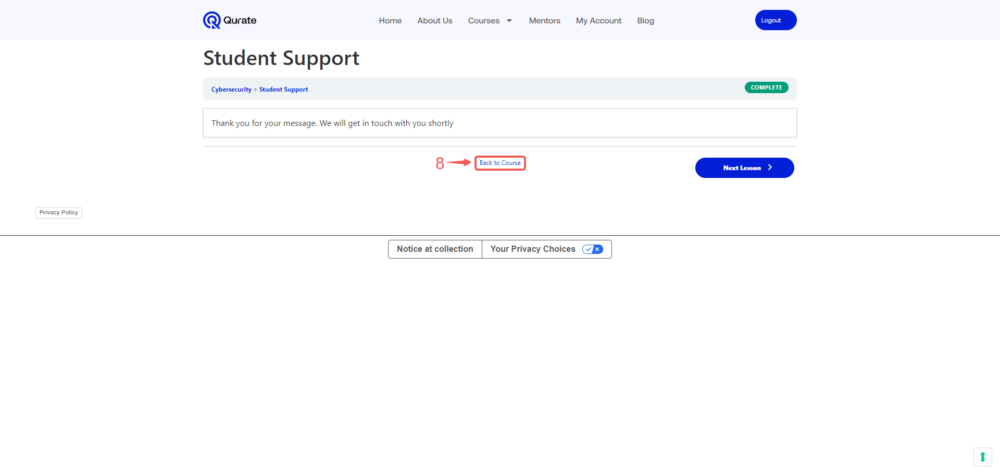 Qurate
Home About Us Courses Mentors My Account Blog
Logout
Student Support
Cybersecurity > Student Support
COMPLETE
Thank you for your message. We will get in touch with you shortly
8
Back to Course
Next Lesson
Privacy Policy
Notice at collection
Your Privacy Choices